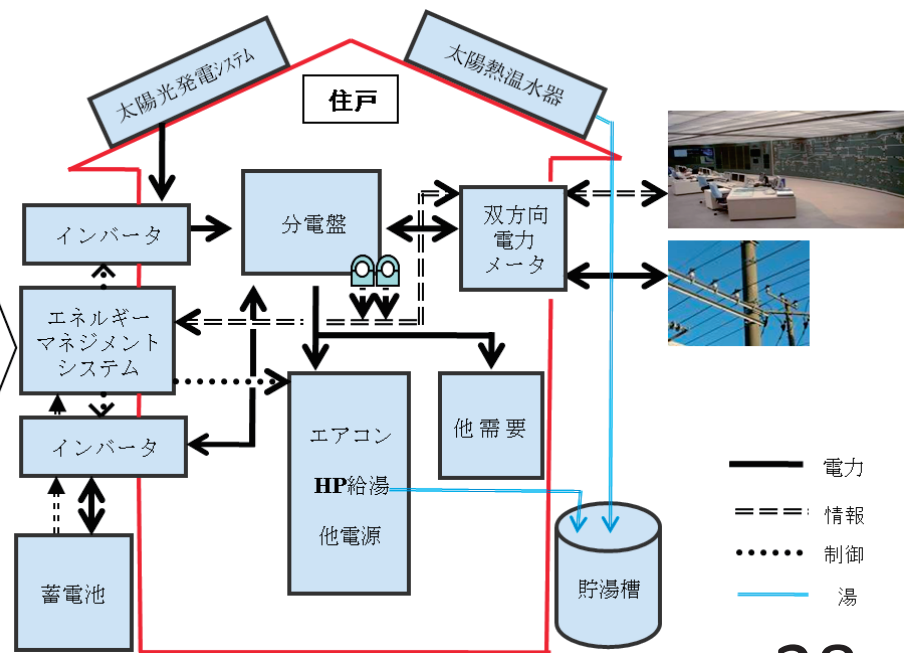 太陽光発電システム
太陽熱温水器
住戸
インバータ
分電盤
双方向
電力
メータ
エネルギー
マネジメント
システム
インバータ
エアコン
HP給湯
他電源
他需要
蓄電池
貯湯槽
電力
情報
制御
湯